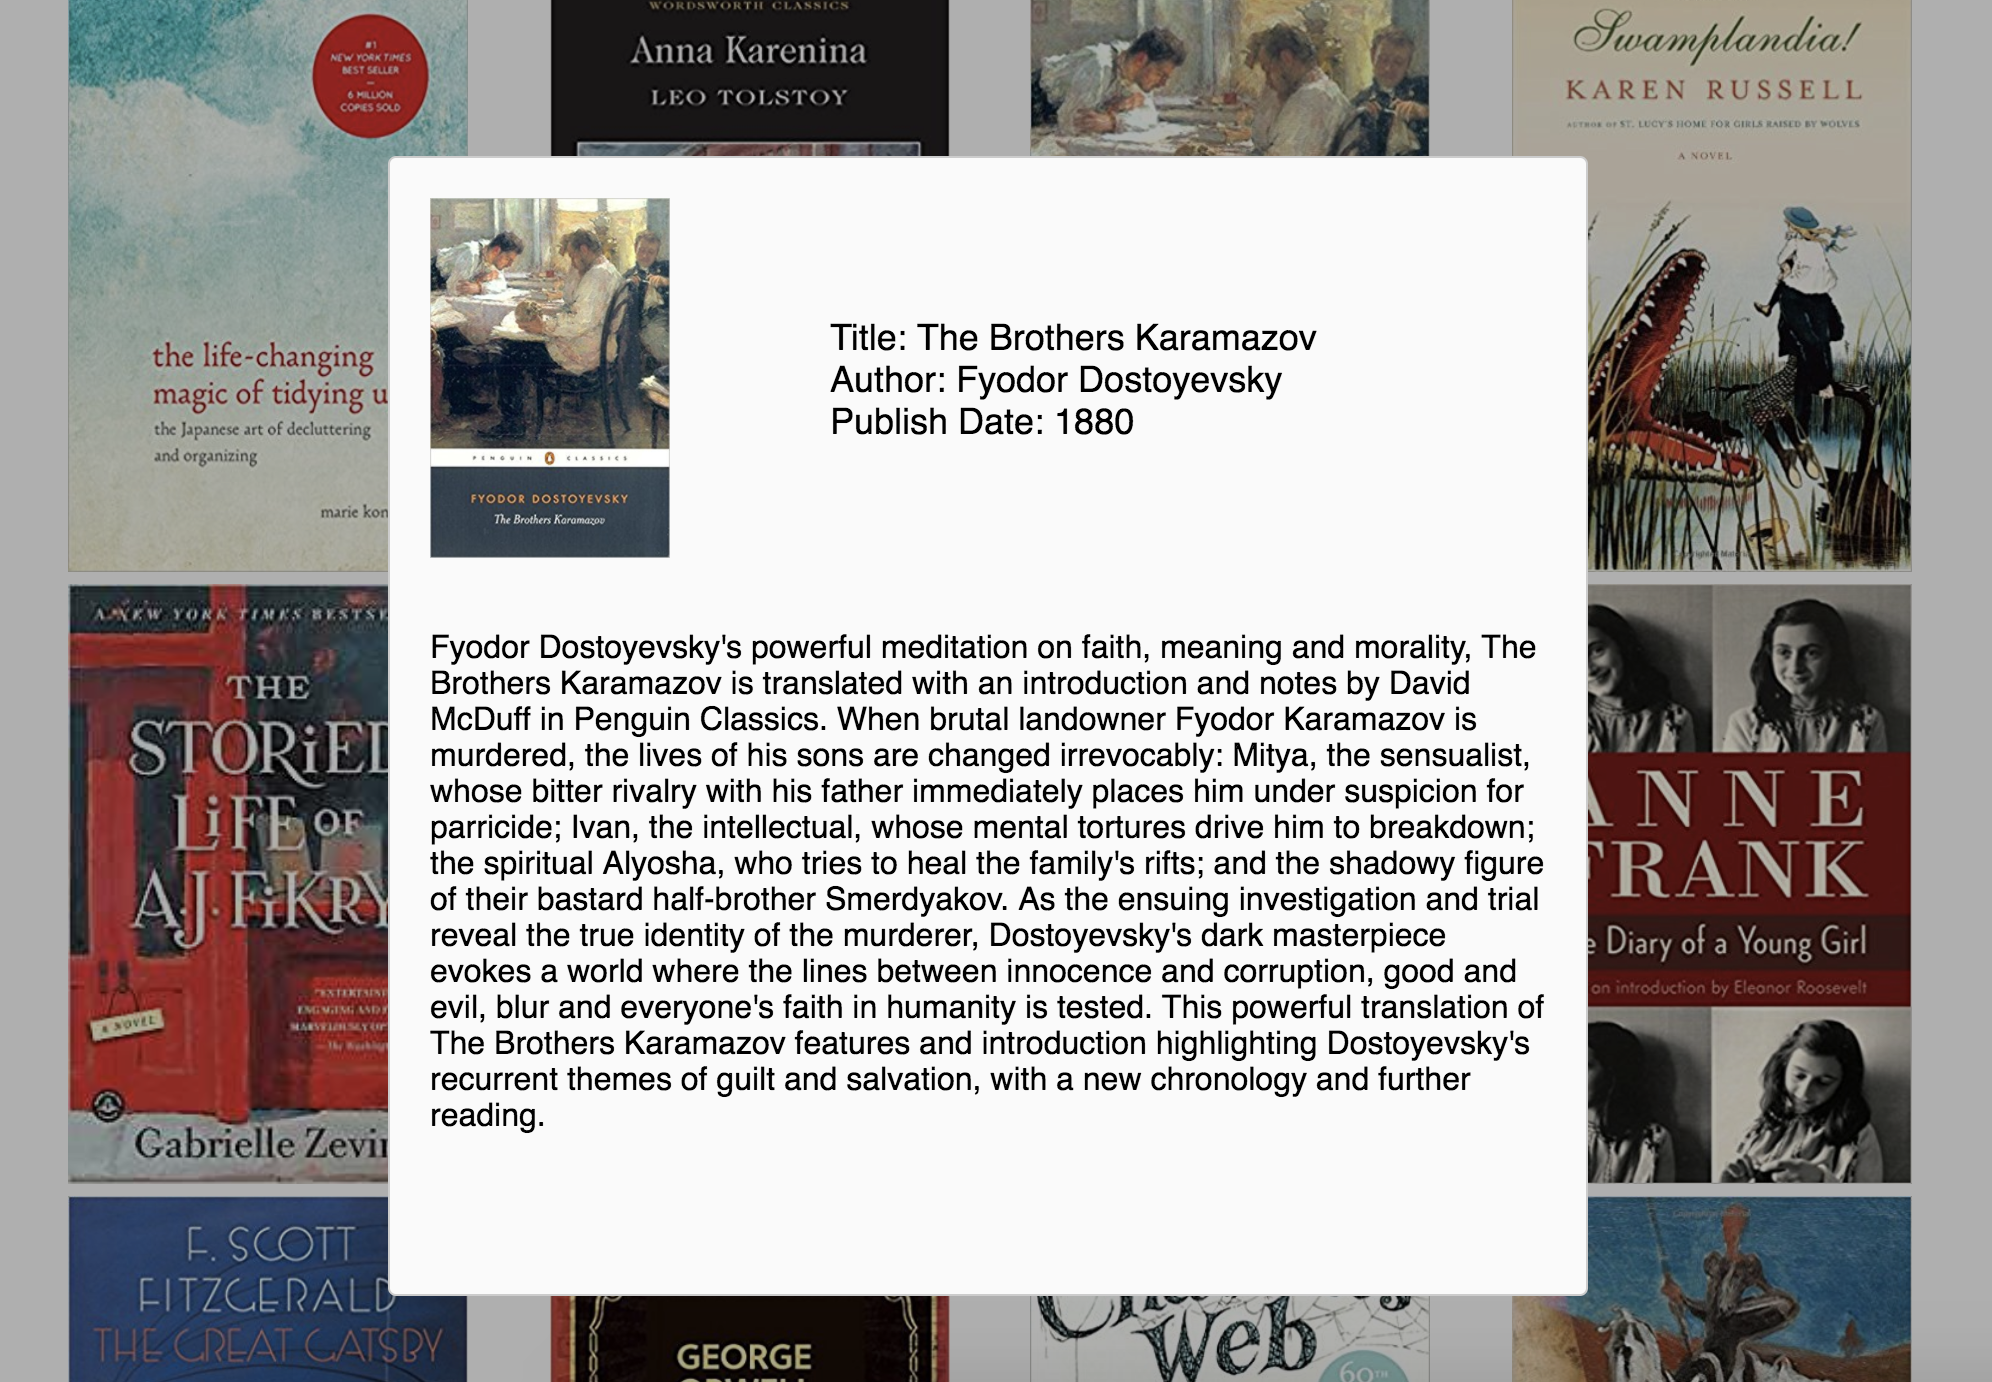 #1
NEW YORK TIMES
BEST SELLER
6 MILLION
COPIES SOLD
the life-changing
magic of tidying u
the Japanese art of decluttering
and organizing
marie kon
WORDSWORTH CLASSICS
Anna Karenina
LEO TOLSTOY
Swamplandia!
KAREN RUSSELL
AUTHOR OF ST. LUCY'S HOME FOR GIRLS RAISED BY WOLVES
A NOVEL
PENGUIN CLASSICS
FYODOR DOSTOYEVSKY
The Brothers Karamazov
Title: The Brothers Karamazov
Author: Fyodor Dostoyevsky
Publish Date: 1880
Fyodor Dostoyevsky's powerful meditation on faith, meaning and morality, The
Brothers Karamazov is translated with an introduction and notes by David
McDuff in Penguin Classics. When brutal landowner Fyodor Karamazov is
murdered, the lives of his sons are changed irrevocably: Mitya, the sensualist,
whose bitter rivalry with his father immediately places him under suspicion for
parricide; Ivan, the intellectual, whose mental tortures drive him to breakdown;
the spiritual Alyosha, who tries to heal the family's rifts; and the shadowy figure
of their bastard half-brother Smerdyakov. As the ensuing investigation and trial
reveal the true identity of the murderer, Dostoyevsky's dark masterpiece
evokes a world where the lines between innocence and corruption, good and
evil, blur and everyone's faith in humanity is tested. This powerful translation of
The Brothers Karamazov features and introduction highlighting Dostoyevsky's
recurrent themes of guilt and salvation, with a new chronology and further
reading.
A NEW YORK TIMES BESTSE
THE
STORiED
LiFE OF
A.J. FiKRY
A NOVEL
"ENTERTAINI
ENGAGING AND
MARVELOUSLY
Gabrielle Zevin
ANNE
FRANK
e Diary of a Young Girl
an introduction by Eleanor Roosevelt
F. SCOTT
FITZGERALD
THE GREAT GATSBY
GEORGE
ORWELL
web
60TH